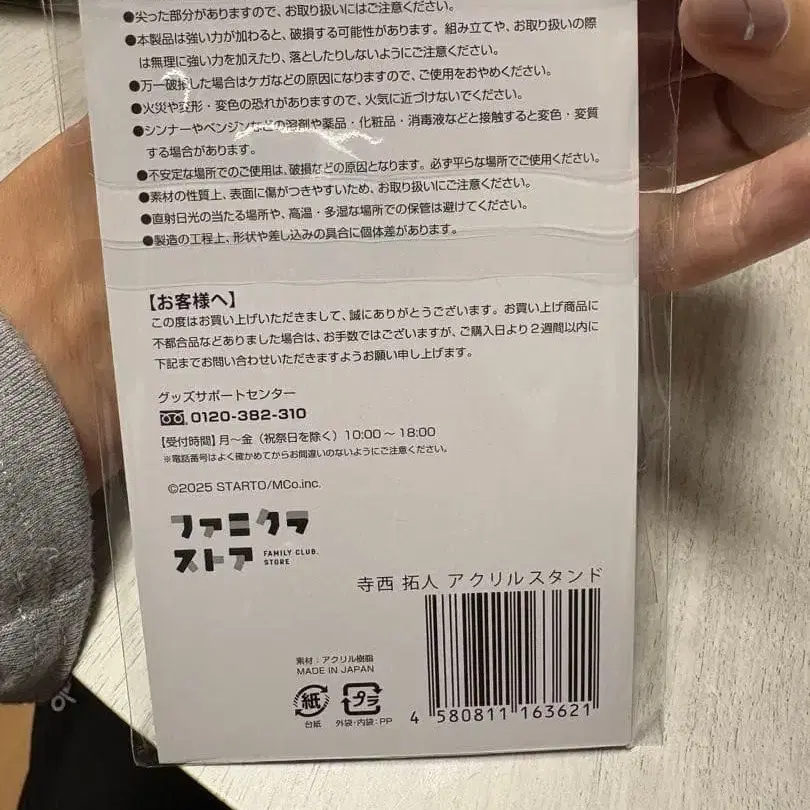 ●尖った部分がありますので、お取り扱いにはご注意ください。
●本製品は強い力が加わると、破損する可能性があります。組み立てや、お取り扱いの際
は無理に強い力を加えたり、落としたりしないようにご注意ください。
●万一破損した場合はケガなどの原因になりますので、ご使用をおやめください。
●火災や変形・変色の恐れがありますので、火気に近づけないでください。
●シンナーやベンジンなどの溶剤や薬品・化粧品・消毒液などと接触すると変色・変質
する場合があります。
●不安定な場所でのご使用は、破損などの原因となります。必ず平らな場所でご使用ください。
●素材の性質上、表面に傷がつきやすいため、お取り扱いにご注意ください。
●直射日光の当たる場所や、高温・多湿な場所での保管は避けてください。
●製造の工程上、形状や差し込みの具合に個体差があります。
【お客様へ】
この度はお買い上げいただきまして、誠にありがとうございます。お買い上げ商品に
不都合品などありました場合は、お手数ではございますが、ご購入日より2週間以内に
下記までお問い合わせいただきますようお願い申し上げます。
グッズサポートセンター
0120-382-310
【受付時間】月〜金(祝祭日を除く)10:00〜18:00
※電話番号はよく確かめてからお間違いのないようにご注意ください。
©2025 STARTO/MCo.inc.
ファミクラ
ストア FAMILY CLUB.
STORE
寺西 拓人 アクリルスタンド
素材:アクリル樹脂
MADE IN JAPAN
紙 プラ
台紙 外袋・内袋:PP
4 580811 163621